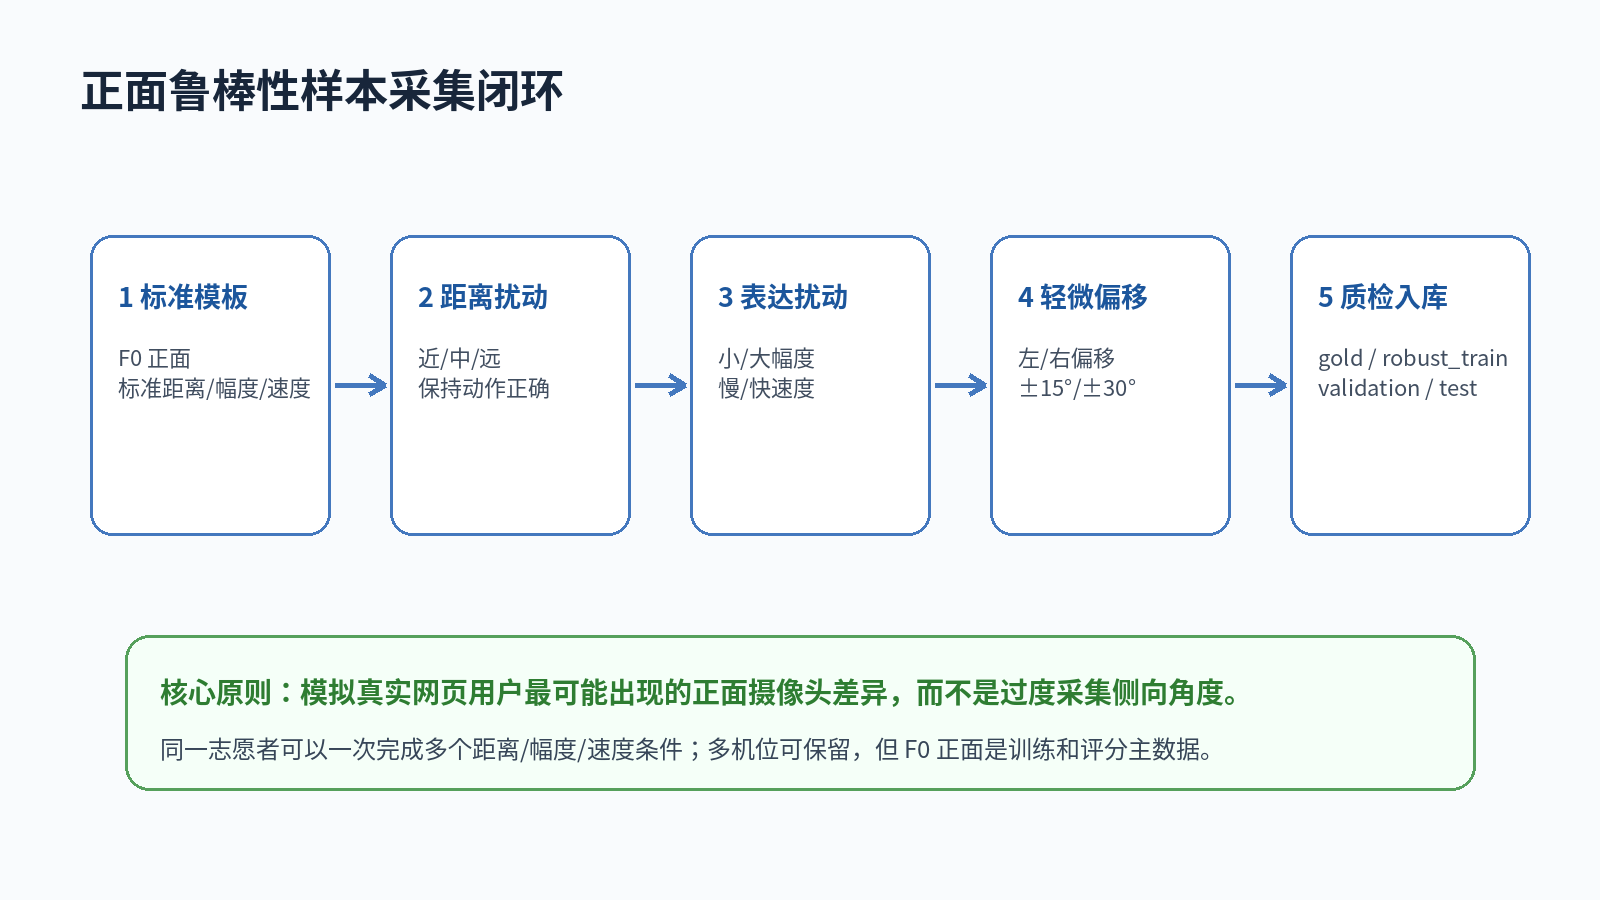 正面鲁棒性样本采集闭环
1 标准模板
F0 正面
标准距离/幅度/速度
2 距离扰动
近/中/远
保持动作正确
3 表达扰动
小/大幅度
慢/快速度
4 轻微偏移
左/右偏移
±15°/±30°
5 质检入库
gold / robust_train
validation / test
核心原则：模拟真实网页用户最可能出现的正面摄像头差异，而不是过度采集侧向角度。
同一志愿者可以一次完成多个距离/幅度/速度条件；多机位可保留，但 F0 正面是训练和评分主数据。